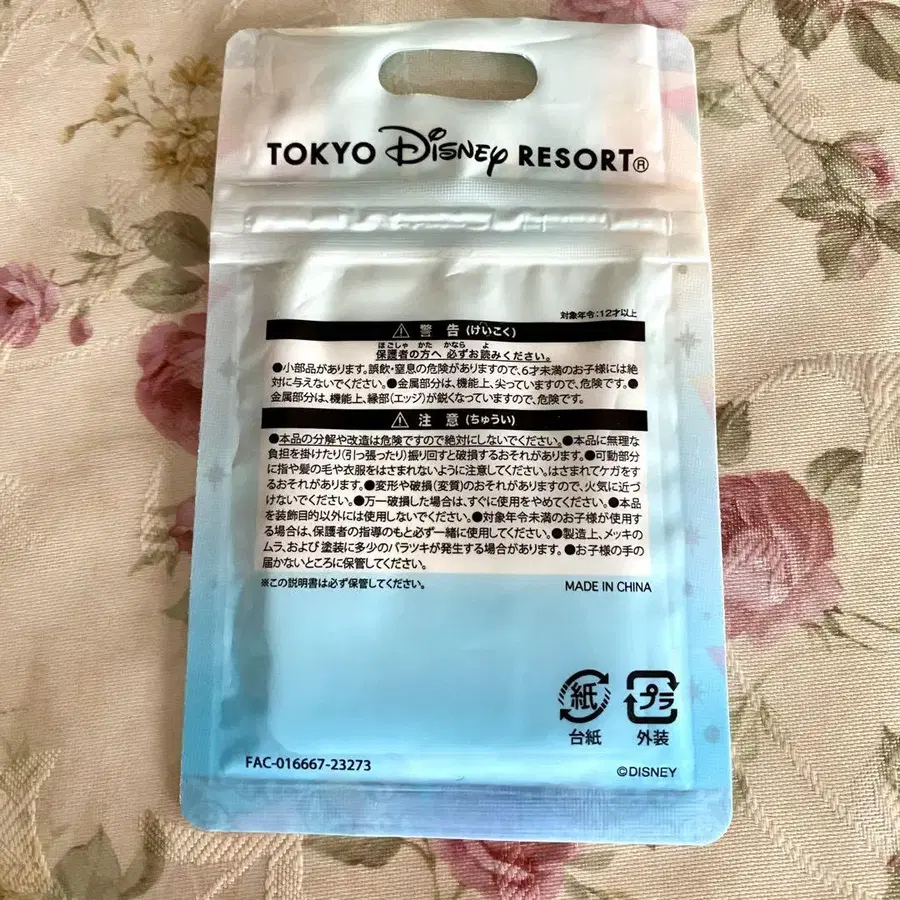 TOKYO Disney RESORT®
対象年令:12才以上
⚠ 警告(けいこく)
ほごしゃ かた かなら よ
保護者の方へ 必ずお読みください。
●小部品があります。誤飲・窒息の危険がありますので、6才未満のお子様には絶
対に与えないでください。●金属部分は、機能上、尖っていますので、危険です。●
金属部分は、機能上、縁部(エッジ)が鋭くなっていますので、危険です。
⚠ 注意(ちゅうい)
●本品の分解や改造は危険ですので絶対にしないでください。●本品に無理な
負担を掛けたり(引っ張ったり)振り回すと破損するおそれがあります。●可動部分
に指や髪の毛や衣服をはさまれないように注意してください。はさまれてケガをす
るおそれがあります。●変形や破損(変質)のおそれがありますので、火気に近づ
けないでください。●万一破損した場合は、すぐに使用をやめてください。●本品
を装飾目的以外には使用しないでください。●対象年令未満のお子様が使用す
る場合は、保護者の指導のもと必ず一緒に使用してください。●製造上、メッキの
ムラ、および塗装に多少のバラツキが発生する場合があります。●お子様の手の
届かないところに保管してください。
※この説明書は必ず保管してください。
MADE IN CHINA
紙
プラ
台紙
外装
FAC-016667-23273
©DISNEY